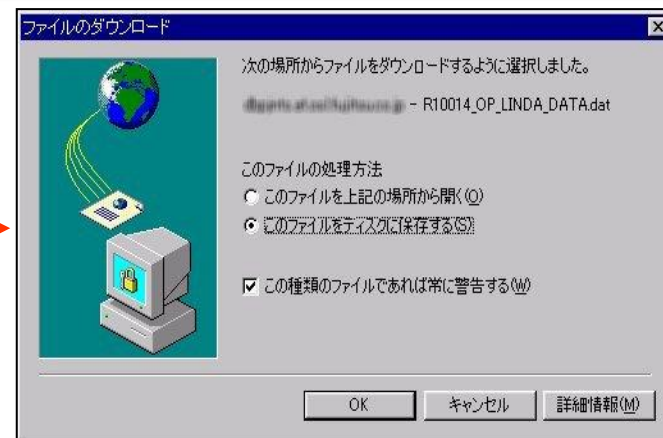 ファイルのダウンロード
次の場所からファイルをダウンロードするように選択しました。
- R10014_OP_LINDA_DATA.dat
このファイルの処理方法
このファイルを上記の場所から開く(O)
このファイルをディスクに保存する(S)
この種類のファイルであれば常に警告する(W)
OK キャンセル 詳細情報(M)